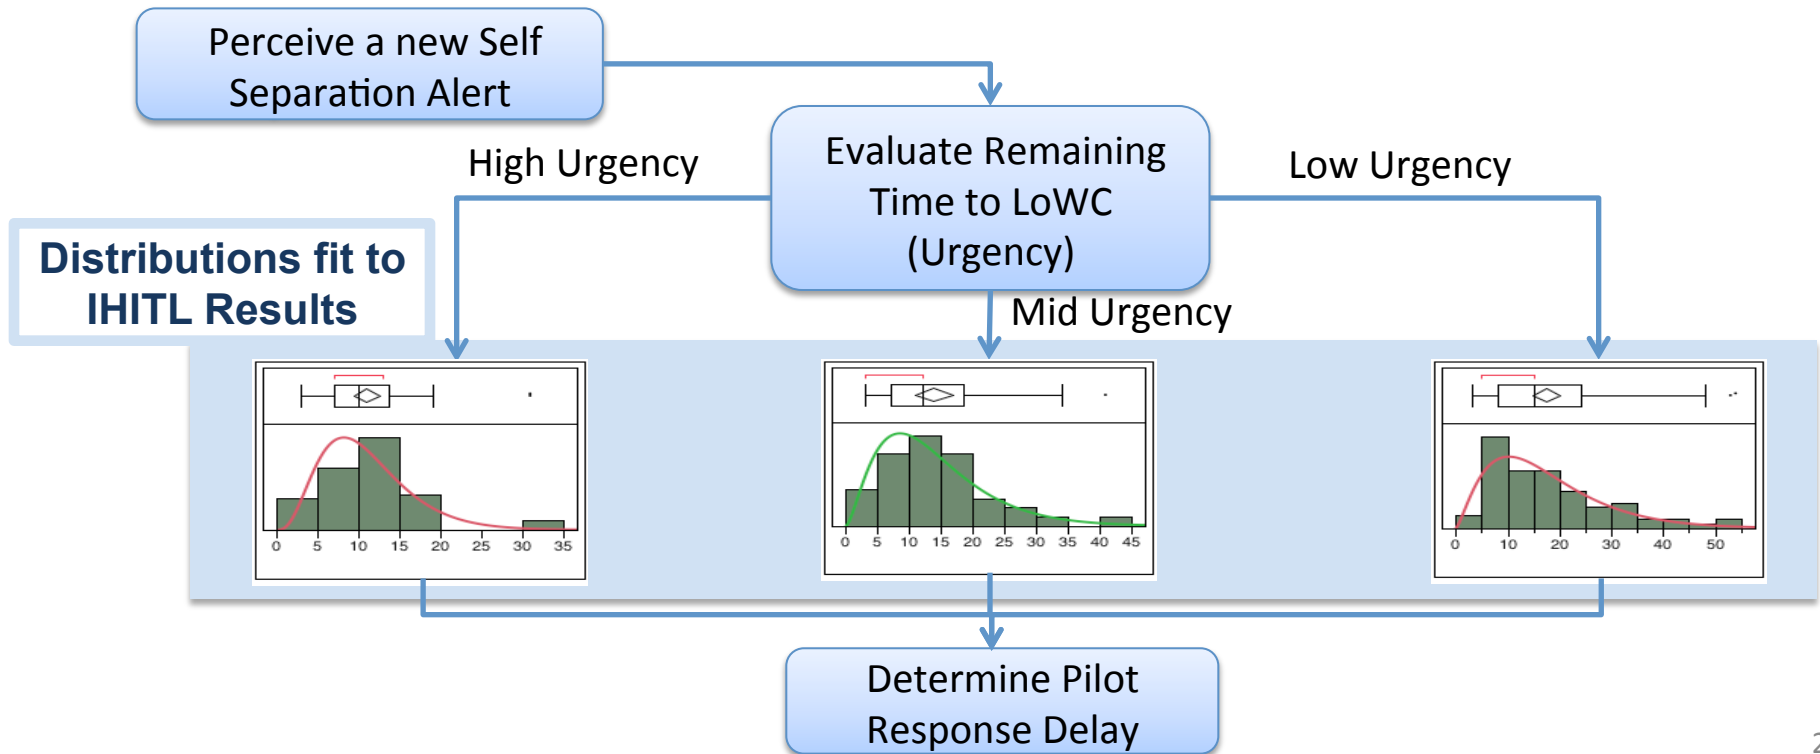 Perceive a new Self
Separation Alert
High Urgency
Evaluate Remaining
Time to LoWC
(Urgency)
Low Urgency
Distributions fit to
IHITL Results
Mid Urgency
0 5 10 15 20 25 30 35
0 5 10 15 20 25 30 35 40 45
0 10 20 30 40 50
Determine Pilot
Response Delay